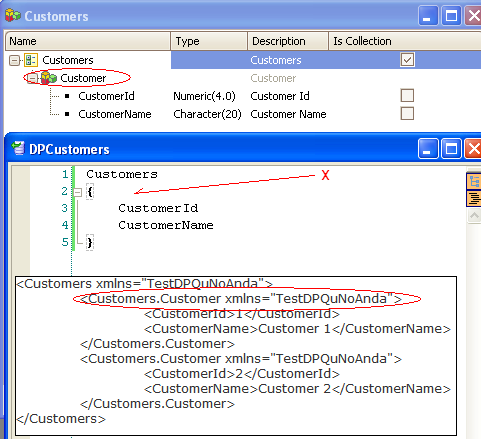 Customers
Name Type Description Is Collection
Customers Customers
Customer Customer
CustomerId Numeric(4.0) Customer Id
CustomerName Character(20) Customer Name
DPCustomers
1 Customers X
2 {
3 CustomerId
4 CustomerName
5 }
<Customers xmlns="TestDPQuNoAnda">
<Customers.Customer xmlns="TestDPQuNoAnda">
<CustomerId>1</CustomerId>
<CustomerName>Customer 1</CustomerName>
</Customers.Customer>
<Customers.Customer xmlns="TestDPQuNoAnda">
<CustomerId>2</CustomerId>
<CustomerName>Customer 2</CustomerName>
</Customers.Customer>
</Customers>